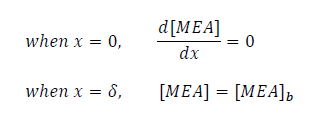 when x = 0, d[MEA]/dx = 0
when x = δ, [MEA] = [MEA]_b